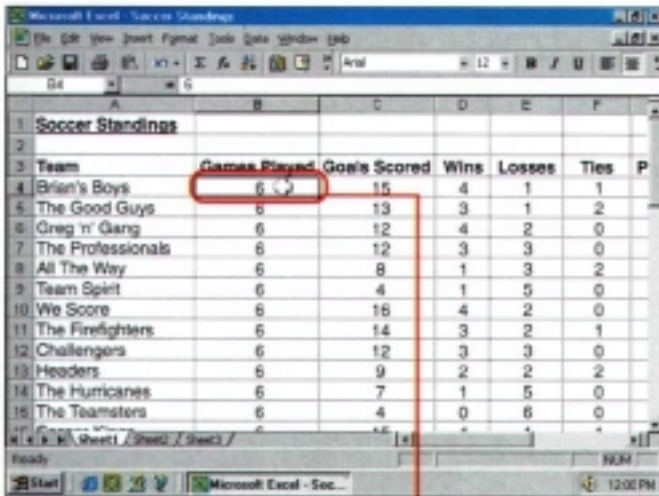 Microsoft Excel - Soccer Standings
File Edit View Insert Format Tools Data Window Help
Arial 12 B I U
B4 = 6
A B C D E F
1 Soccer Standings
2
3 Team Games Played Goals Scored Wins Losses Ties P
4 Brian's Boys 6 15 4 1 1
5 The Good Guys 6 13 3 1 2
6 Greg 'n' Gang 6 12 4 2 0
7 The Professionals 6 12 3 3 0
8 All The Way 6 8 1 3 2
9 Team Spirit 6 4 1 5 0
10 We Score 6 16 4 2 0
11 The Firefighters 6 14 3 2 1
12 Challengers 6 12 3 3 0
13 Headers 6 9 2 2 2
14 The Hurricanes 6 7 1 5 0
15 The Teamsters 6 4 0 6 0
Sheet1 Sheet2 Sheet3
Ready NUM
Start Microsoft Excel - Soc... 12:00 PM